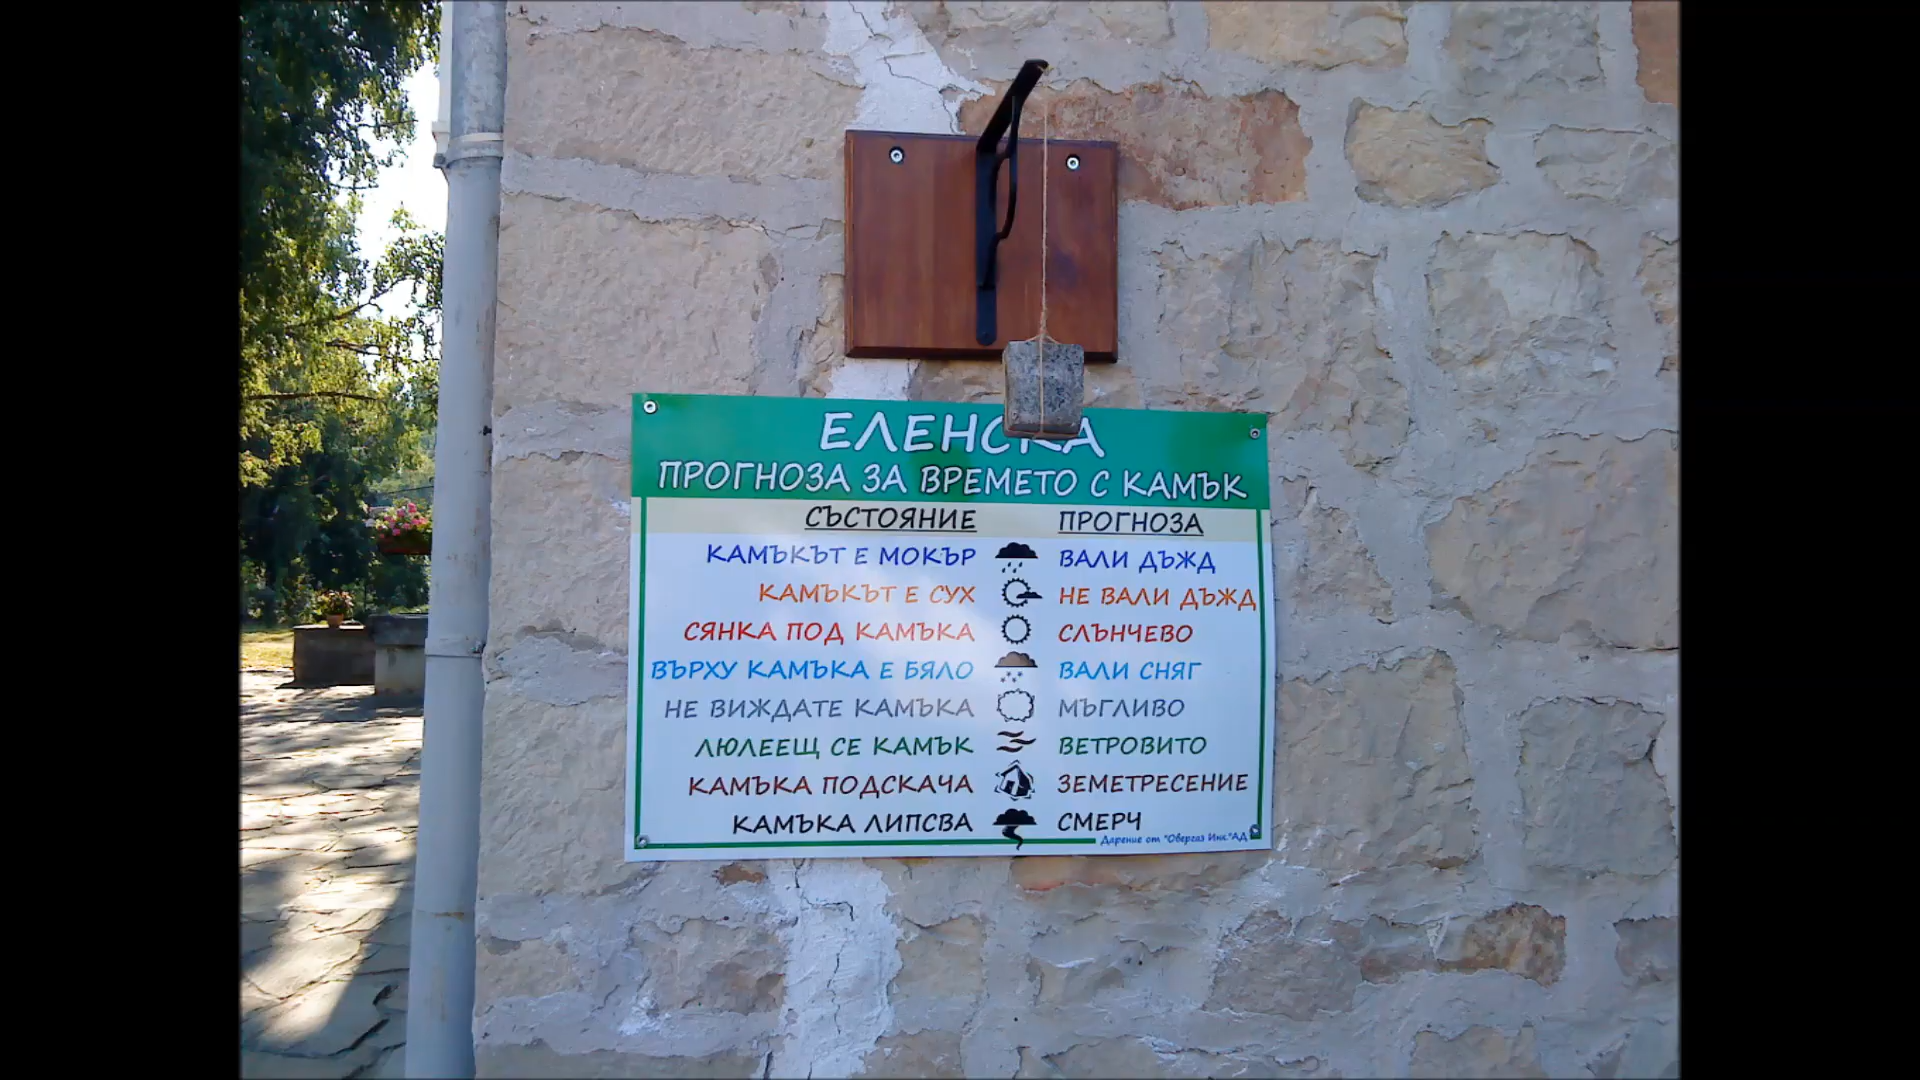 ЕЛЕНСКА
ПРОГНОЗА ЗА ВРЕМЕТО С КАМЪК
СЪСТОЯНИЕ ПРОГНОЗА
КАМЪКЪТ Е МОКЪР ВАЛИ ДЪЖД
КАМЪКЪТ Е СУХ НЕ ВАЛИ ДЪЖД
СЯНКА ПОД КАМЪКА СЛЪНЧЕВО
ВЪРХУ КАМЪКА Е БЯЛО ВАЛИ СНЯГ
НЕ ВИЖДАТЕ КАМЪКА МЪГЛИВО
ЛЮЛЕЕЩ СЕ КАМЪК ВЕТРОВИТО
КАМЪКА ПОДСКАЧА ЗЕМЕТРЕСЕНИЕ
КАМЪКА ЛИПСВА СМЕРЧ
Дарение от "Овергаз Инк."АД